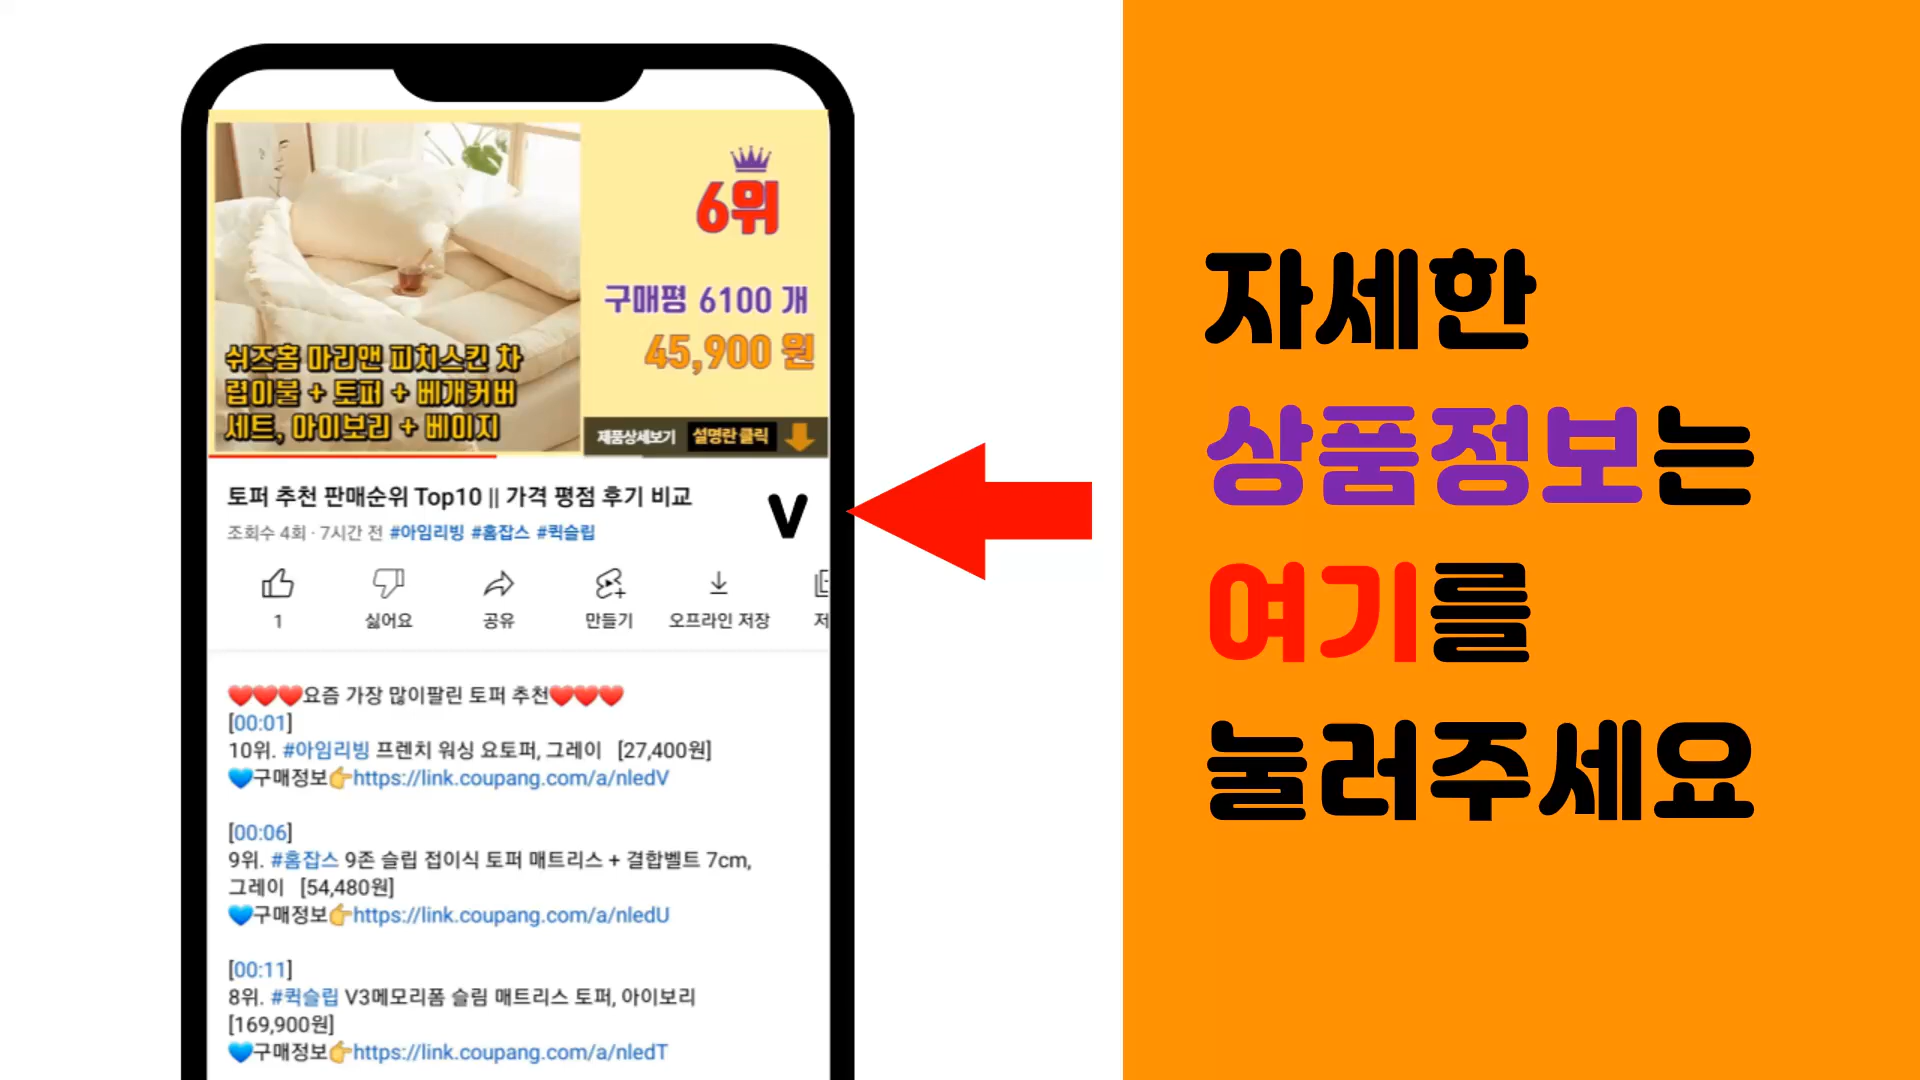 6위
구매평 6100 개
45,900 원
쉬즈홈 마리앤 피치스킨 차
렵이불 + 토퍼 + 베개커버
세트, 아이보리 + 베이지
제품상세보기 설명란 클릭
토퍼 추천 판매순위 Top10 || 가격 평점 후기 비교
V
조회수 4회 · 7시간 전 #아임리빙 #홈잡스 #퀵슬립
1 싫어요 공유 만들기 오프라인 저장 저
❤️❤️❤️요즘 가장 많이팔린 토퍼 추천❤️❤️❤️
[00:01]
10위. #아임리빙 프렌치 워싱 요토퍼, 그레이 [27,400원]
💙구매정보👉https://link.coupang.com/a/nledV
[00:06]
9위. #홈잡스 9존 슬립 접이식 토퍼 매트리스 + 결합벨트 7cm,
그레이 [54,480원]
💙구매정보👉https://link.coupang.com/a/nledU
[00:11]
8위. #퀵슬립 V3메모리폼 슬림 매트리스 토퍼, 아이보리
[169,900원]
💙구매정보👉https://link.coupang.com/a/nledT
자세한
상품정보는
여기를
눌러주세요